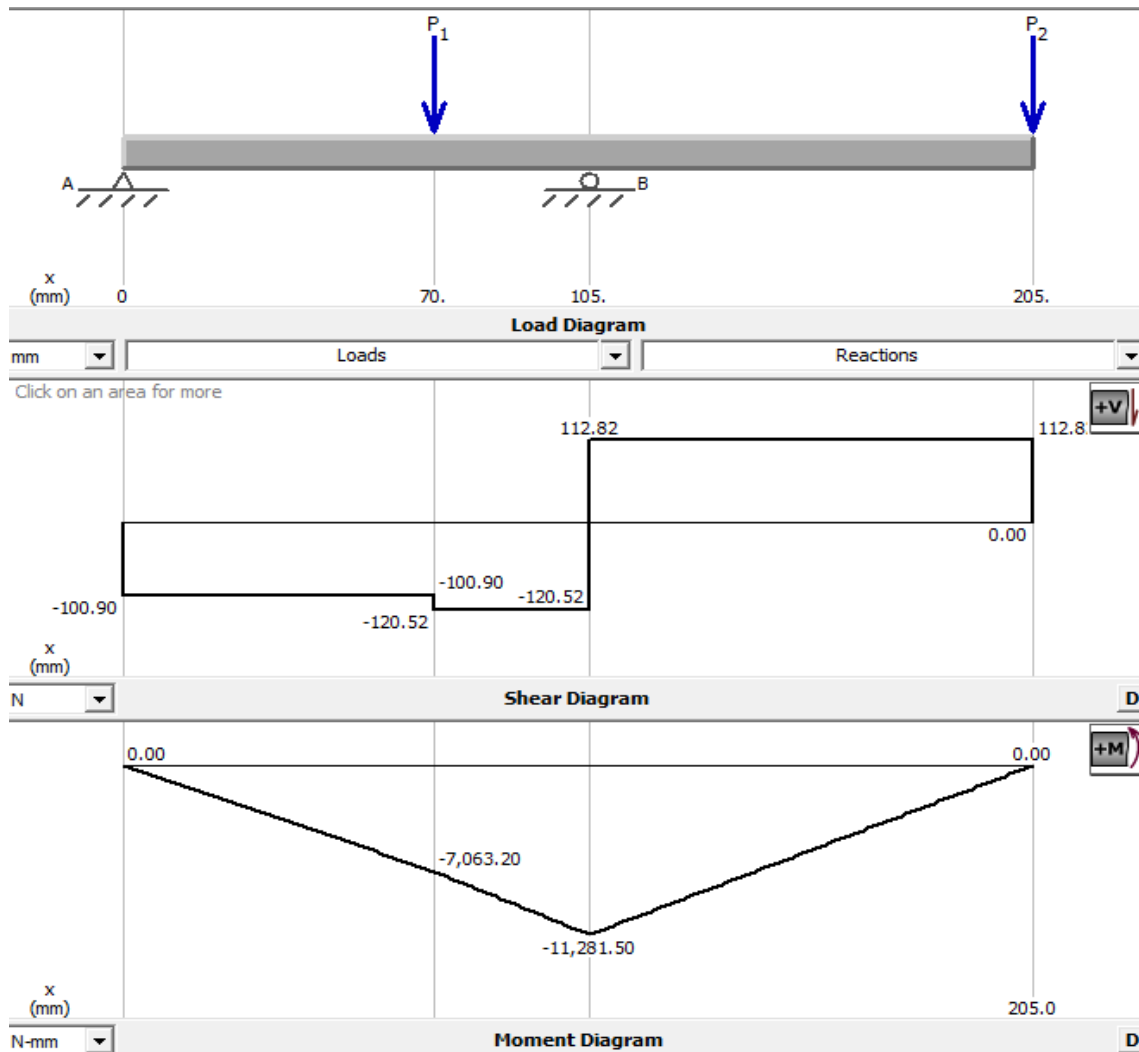 P1 P2
A B
x
(mm) 0 70. 105. 205.
Load Diagram
mm Loads Reactions
Click on an area for more
+V
112.82 112.8
0.00
-100.90
-120.52
-100.90
-120.52
x
(mm)
N Shear Diagram D
0.00 0.00
+M
-7,063.20
-11,281.50
x
(mm) 205.0
N-mm Moment Diagram D